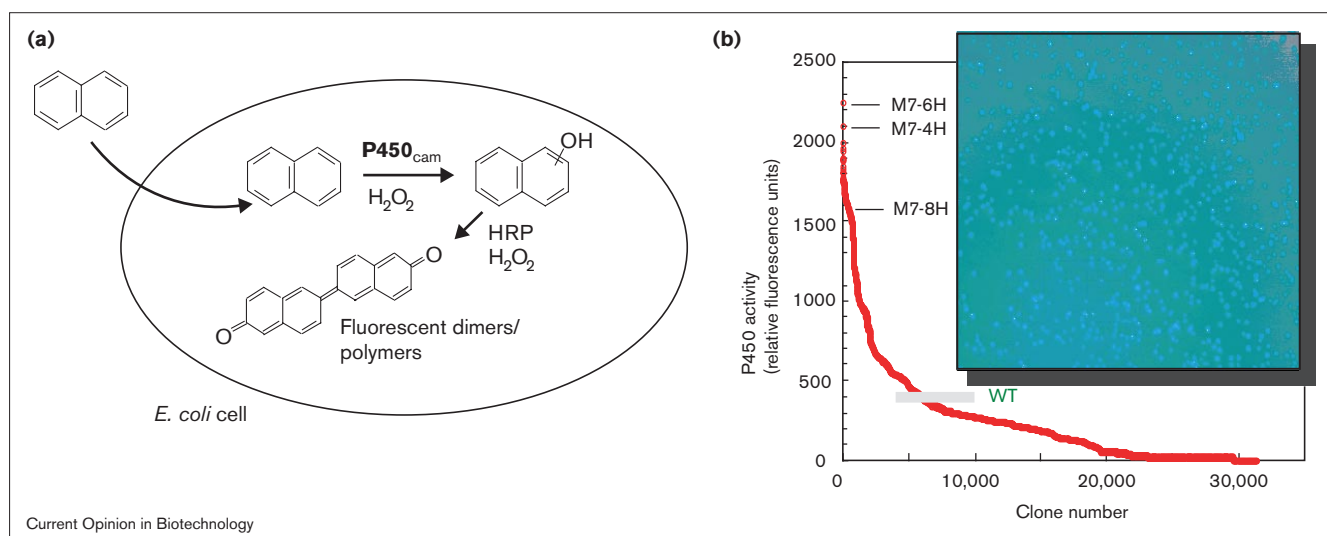 (a)
P450cam
H2O2
OH
HRP
H2O2
O
O
Fluorescent dimers/
polymers
E. coli cell
Current Opinion in Biotechnology
(b)
P450 activity
(relative fluorescence units)
2500
2000
1500
1000
500
0
M7-6H
M7-4H
M7-8H
WT
0 10,000 20,000 30,000
Clone number